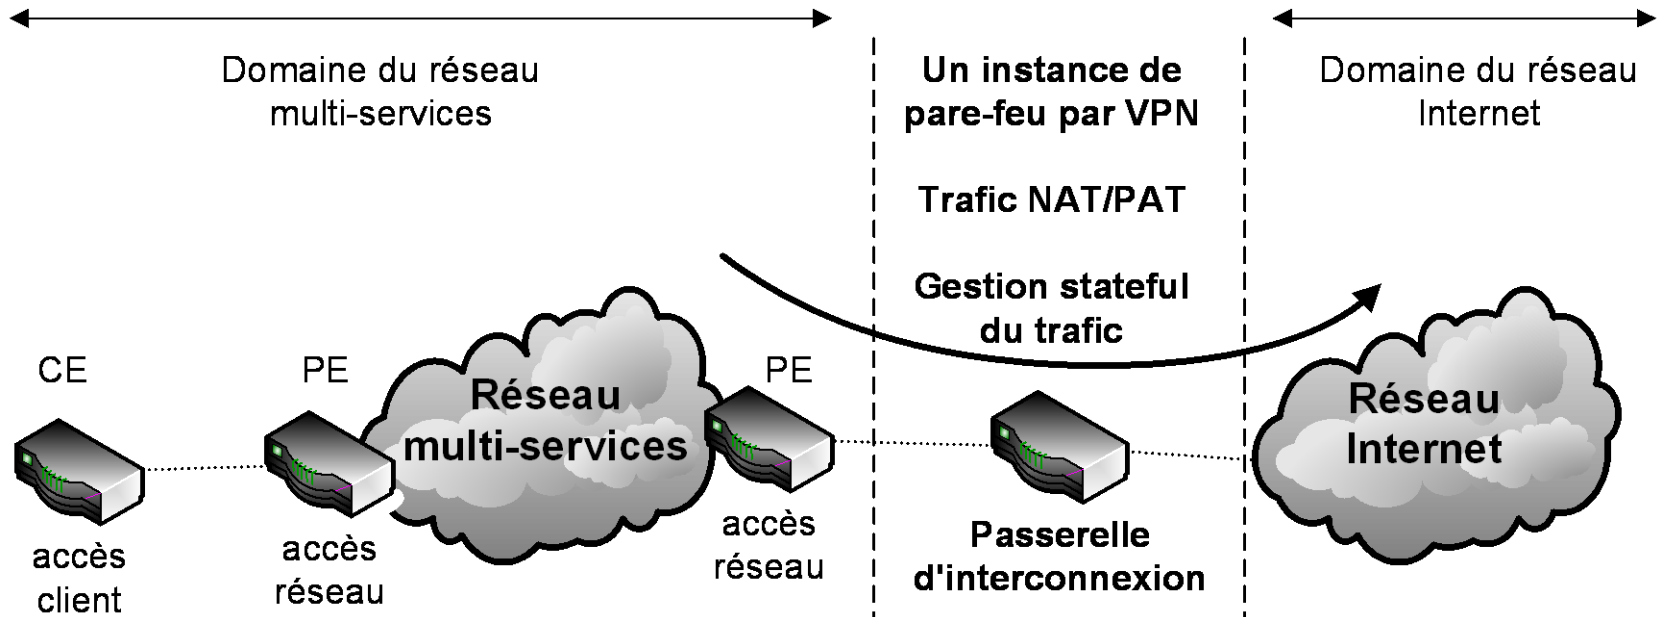 Domaine du réseau
multi-services
Un instance de
pare-feu par VPN
Trafic NAT/PAT
Gestion stateful
du trafic
Domaine du réseau
Internet
CE
accès
client
PE
accès
réseau
Réseau
multi-services
PE
accès
réseau
Passerelle
d'interconnexion
Réseau
Internet